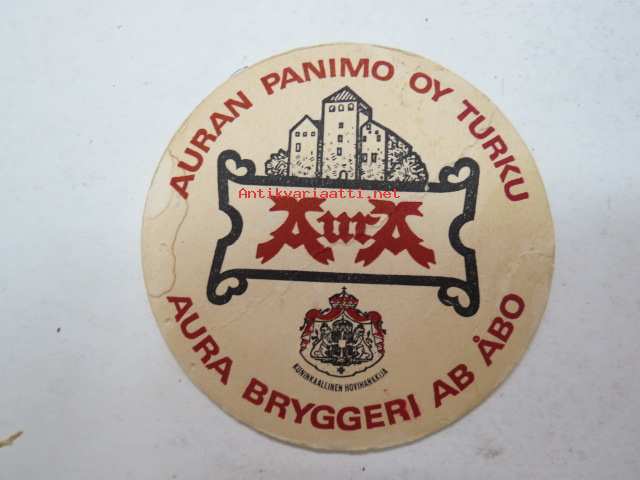 AURAN PANIMO OY TURKU
Antikvariaatti.net
AurA
KUNINKAALLINEN HOVIHANKKIJA
AURA BRYGGERI AB ÅBO